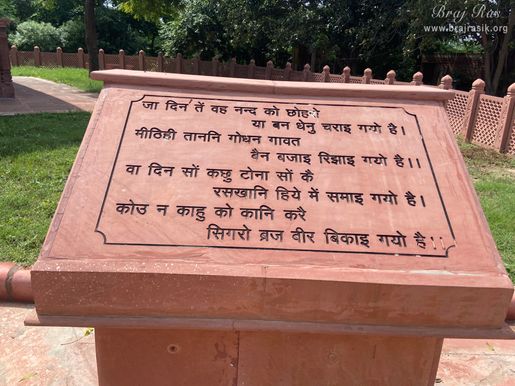 Braj Ras
www.brajrasik.org
जा दिन तें वह नन्द को छोहरो
या बन धेनु चराइ गयो है।
मीठिही ताननि गोधन गावत
बैन बजाइ रिझाइ गयो है।।
वा दिन सों कछु टोना सों कै
रसखानि हिये में समाइ गयो है।
कोउ न काहु को कानि करै
सिगरो ब्रज वीर बिकाइ गयो है।।